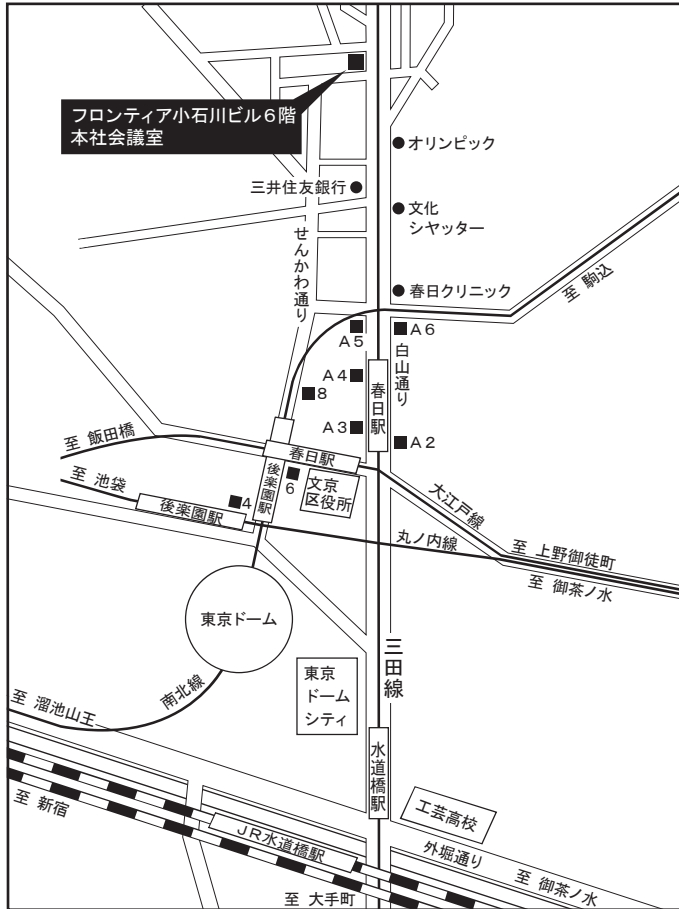 フロンティア小石川ビル6階
本社会議室
オリンピック
三井住友銀行
文化
シヤッター
せんかわ通り
春日クリニック
至 駒込
A5
A6
白山通り
A4
8
春日駅
A3
A2
至 飯田橋
春日駅
至 池袋
後楽園駅
6
文京
区役所
4
後楽園駅
大江戸線
丸ノ内線
至 上野御徒町
至 御茶ノ水
東京ドーム
三田線
東京
ドーム
シティ
南北線
至 溜池山王
水道橋駅
工芸高校
至 新宿
JR水道橋駅
外堀通り
至 御茶ノ水
至 大手町